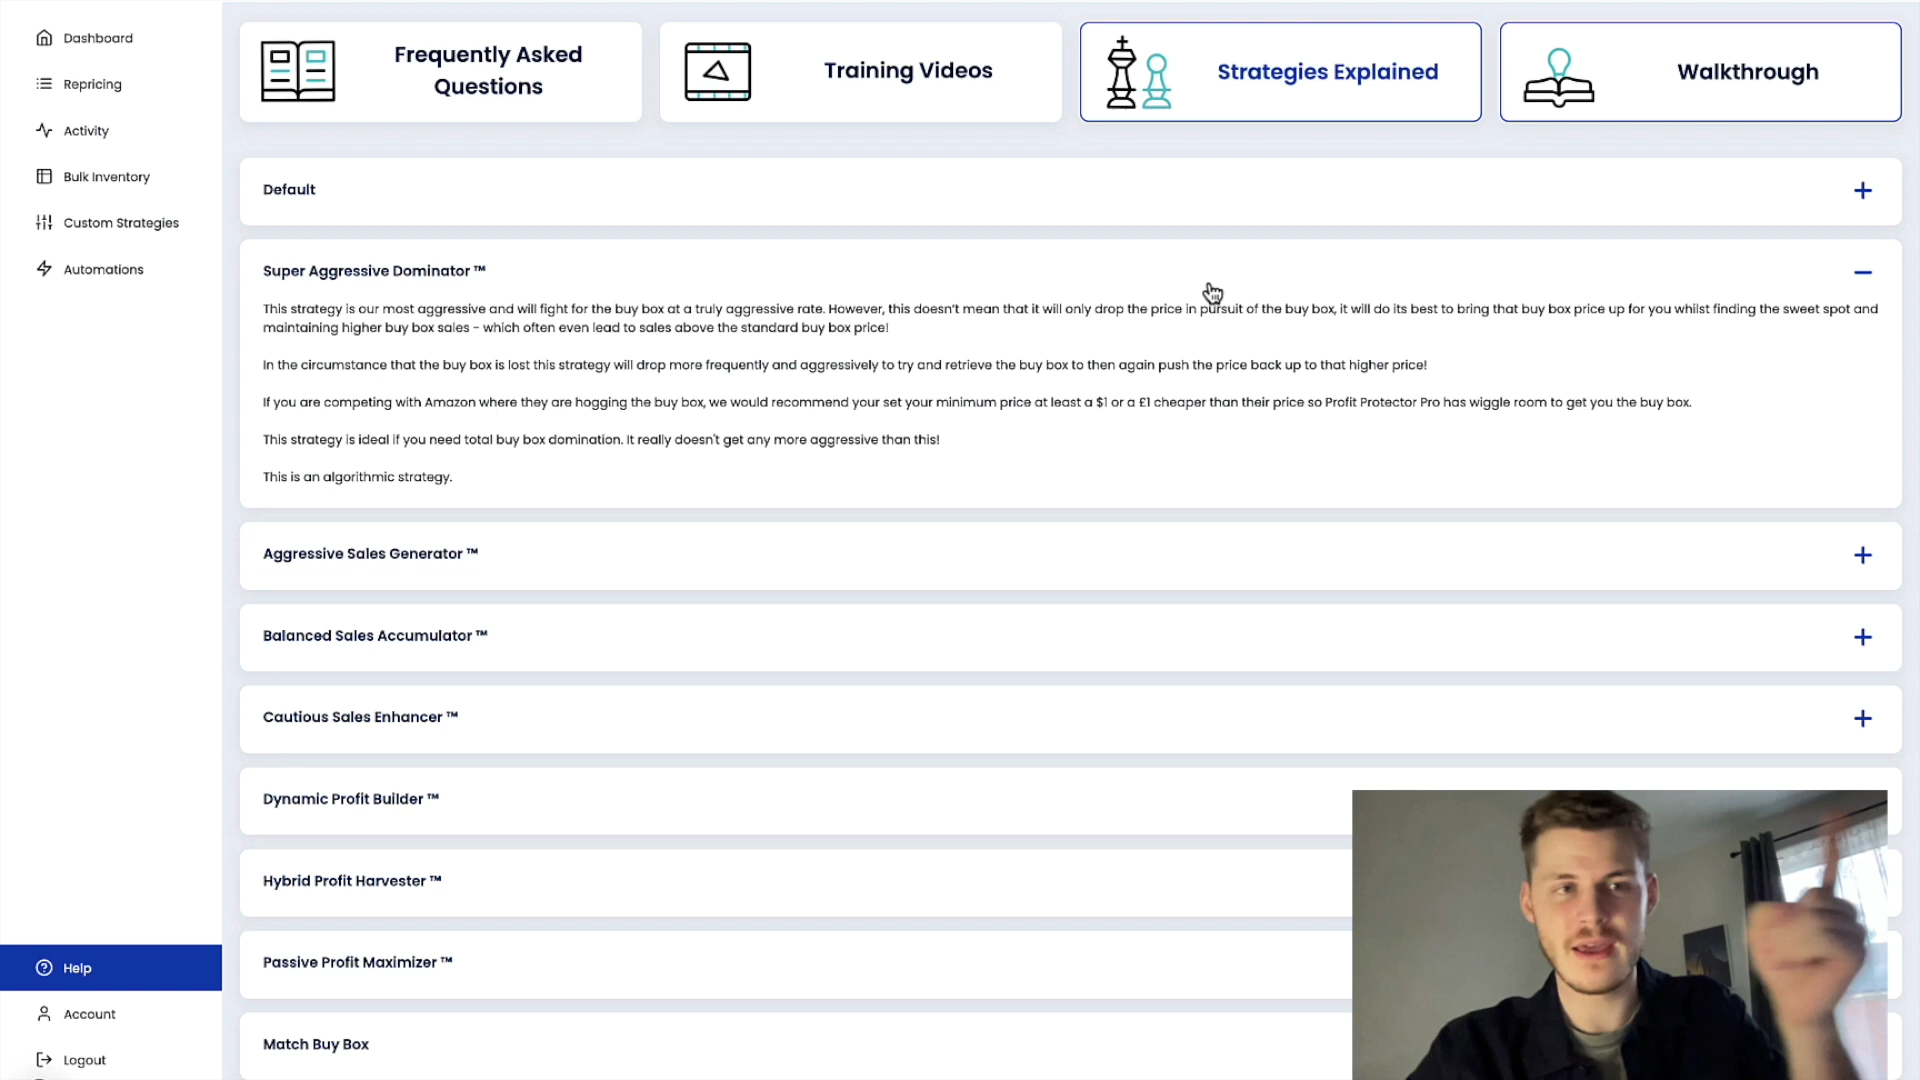 Dashboard
Repricing
Activity
Bulk Inventory
Custom Strategies
Automations
Help
Account
Logout
Frequently Asked
Questions
Training Videos
Strategies Explained
Walkthrough
Default
Super Aggressive Dominator ™
This strategy is our most aggressive and will fight for the buy box at a truly aggressive rate. However, this doesn't mean that it will only drop the price in pursuit of the buy box, it will do its best to bring that buy box price up for you whilst finding the sweet spot and
maintaining higher buy box sales - which often even lead to sales above the standard buy box price!
In the circumstance that the buy box is lost this strategy will drop more frequently and aggressively to try and retrieve the buy box to then again push the price back up to that higher price!
If you are competing with Amazon where they are hogging the buy box, we would recommend your set your minimum price at least a $1 or a £1 cheaper than their price so Profit Protector Pro has wiggle room to get you the buy box.
This strategy is ideal if you need total buy box domination. It really doesn't get any more aggressive than this!
This is an algorithmic strategy.
Aggressive Sales Generator ™
Balanced Sales Accumulator ™
Cautious Sales Enhancer ™
Dynamic Profit Builder ™
Hybrid Profit Harvester ™
Passive Profit Maximizer ™
Match Buy Box